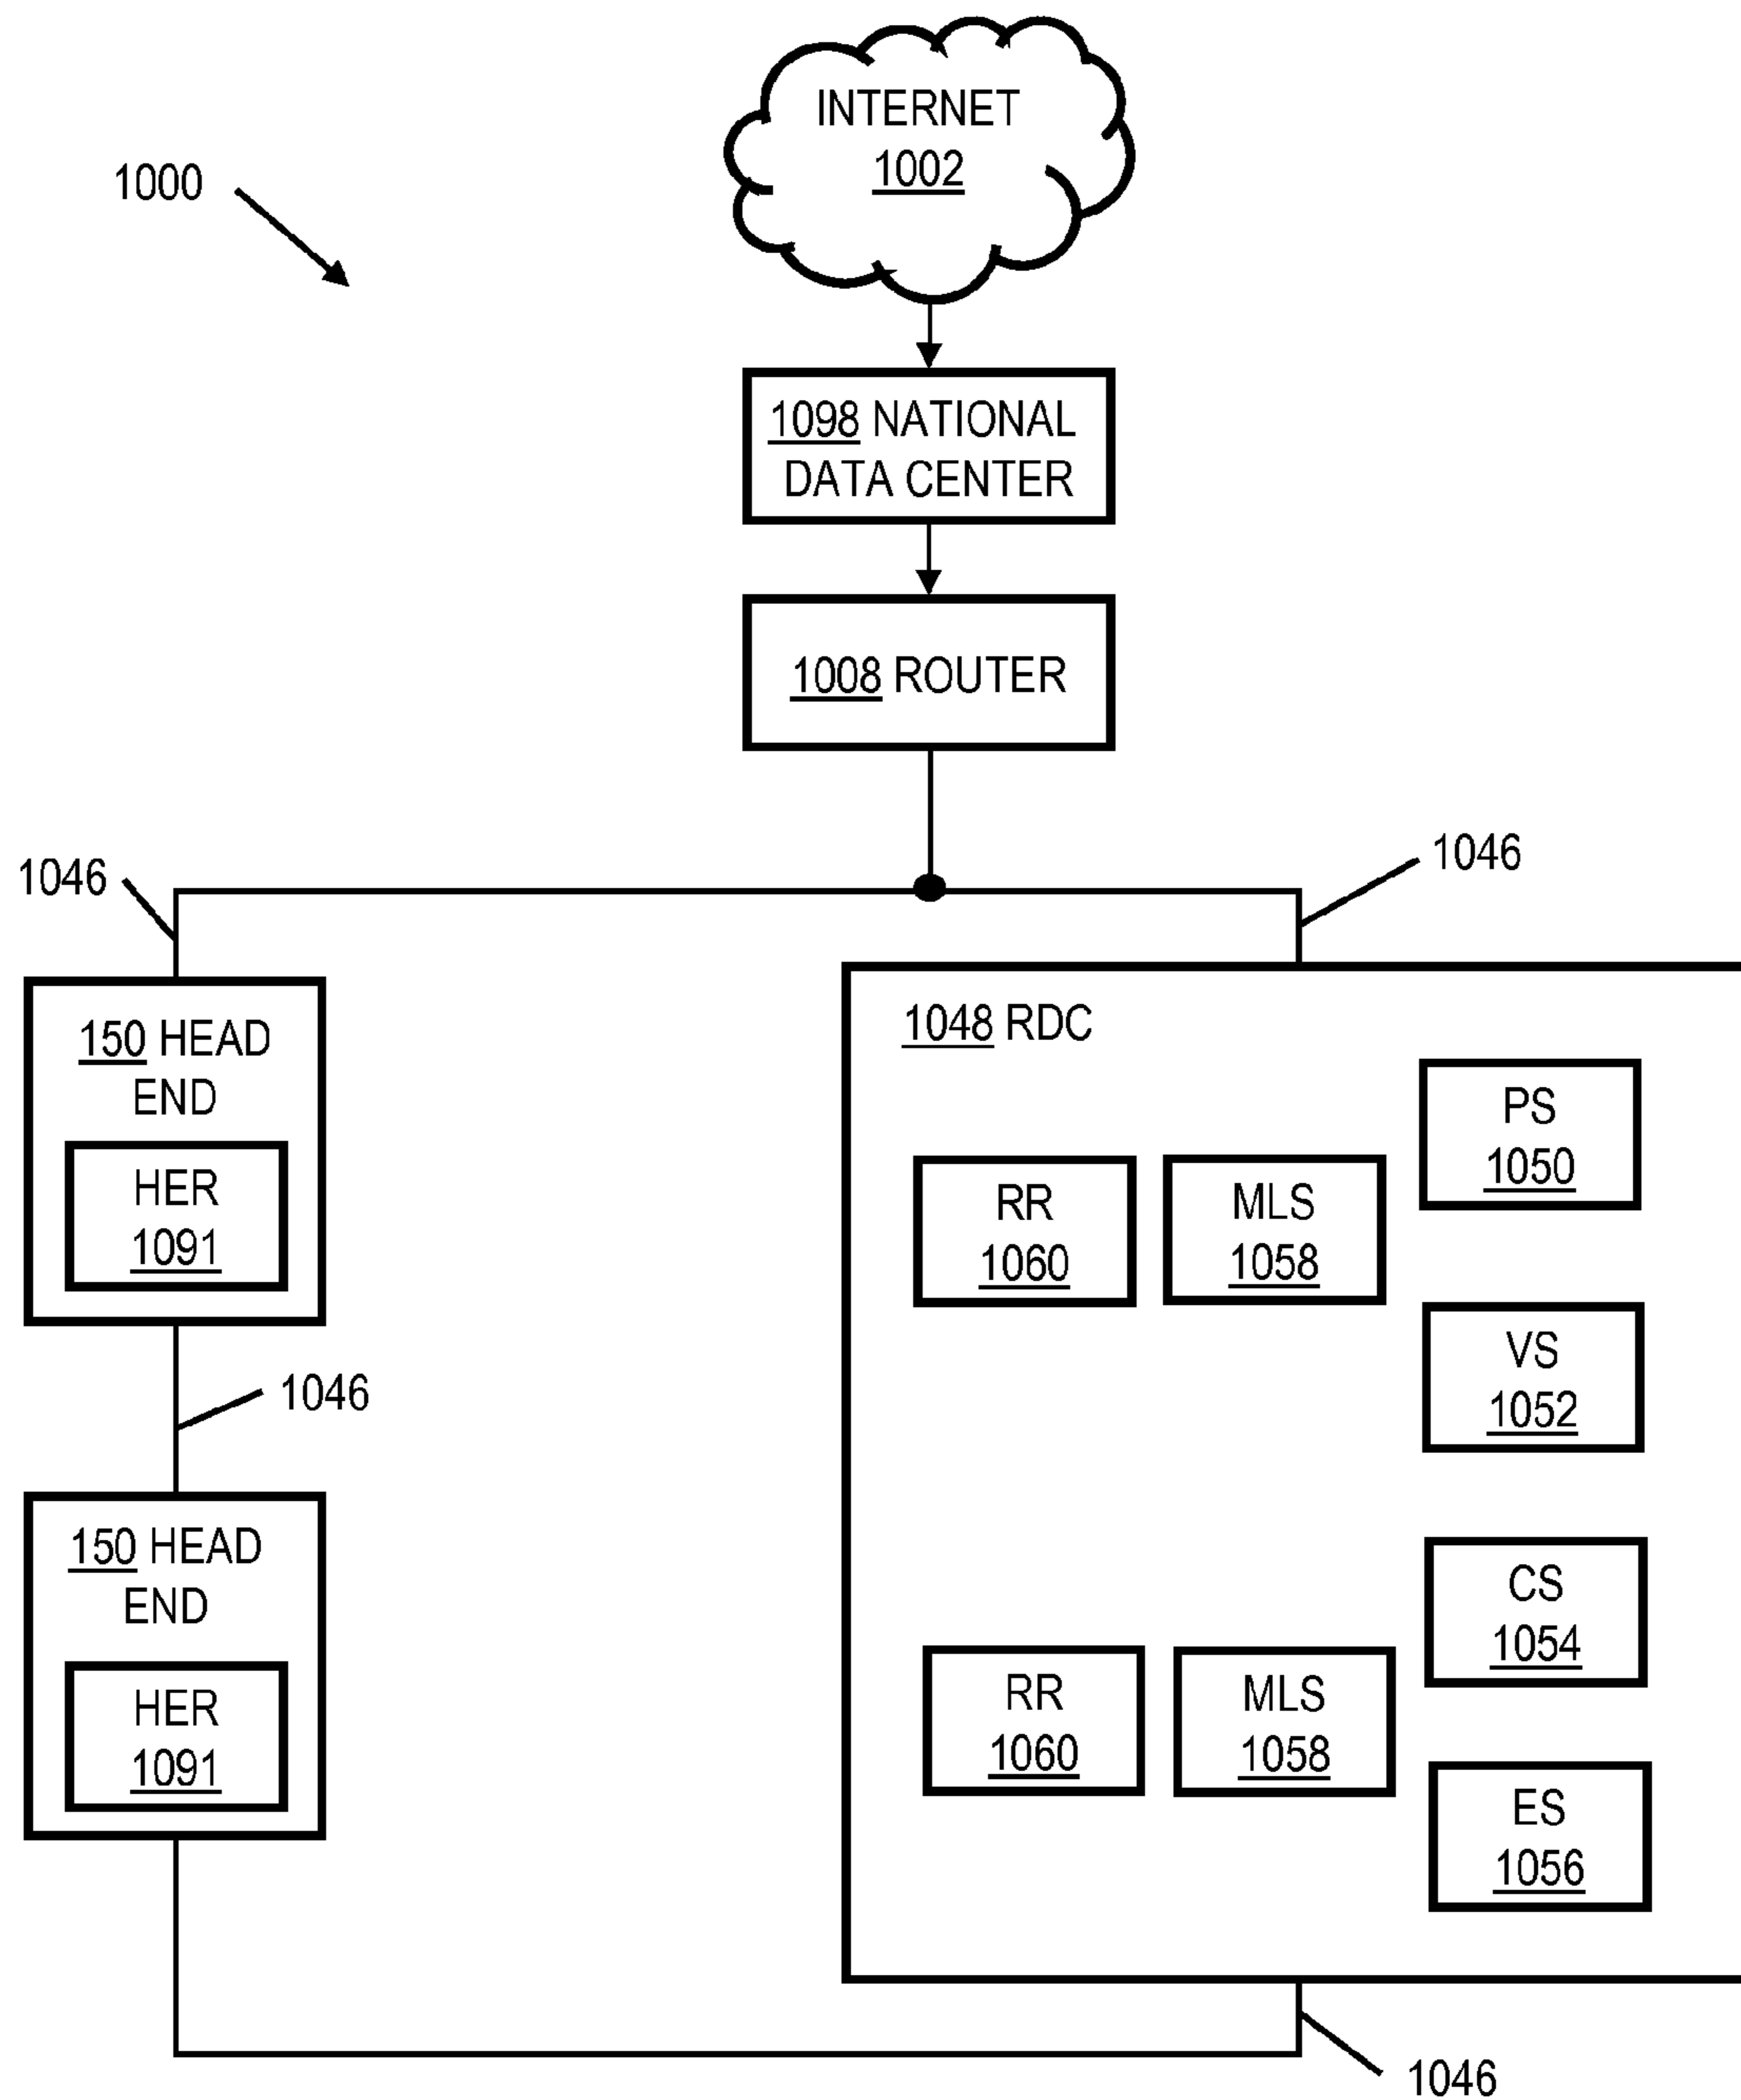 INTERNET
1002
1000
1098 NATIONAL
DATA CENTER
1008 ROUTER
1046
1046
150 HEAD
END
HER
1091
1046
150 HEAD
END
HER
1091
1048 RDC
PS
1050
RR
1060
MLS
1058
VS
1052
CS
1054
RR
1060
MLS
1058
ES
1056
1046